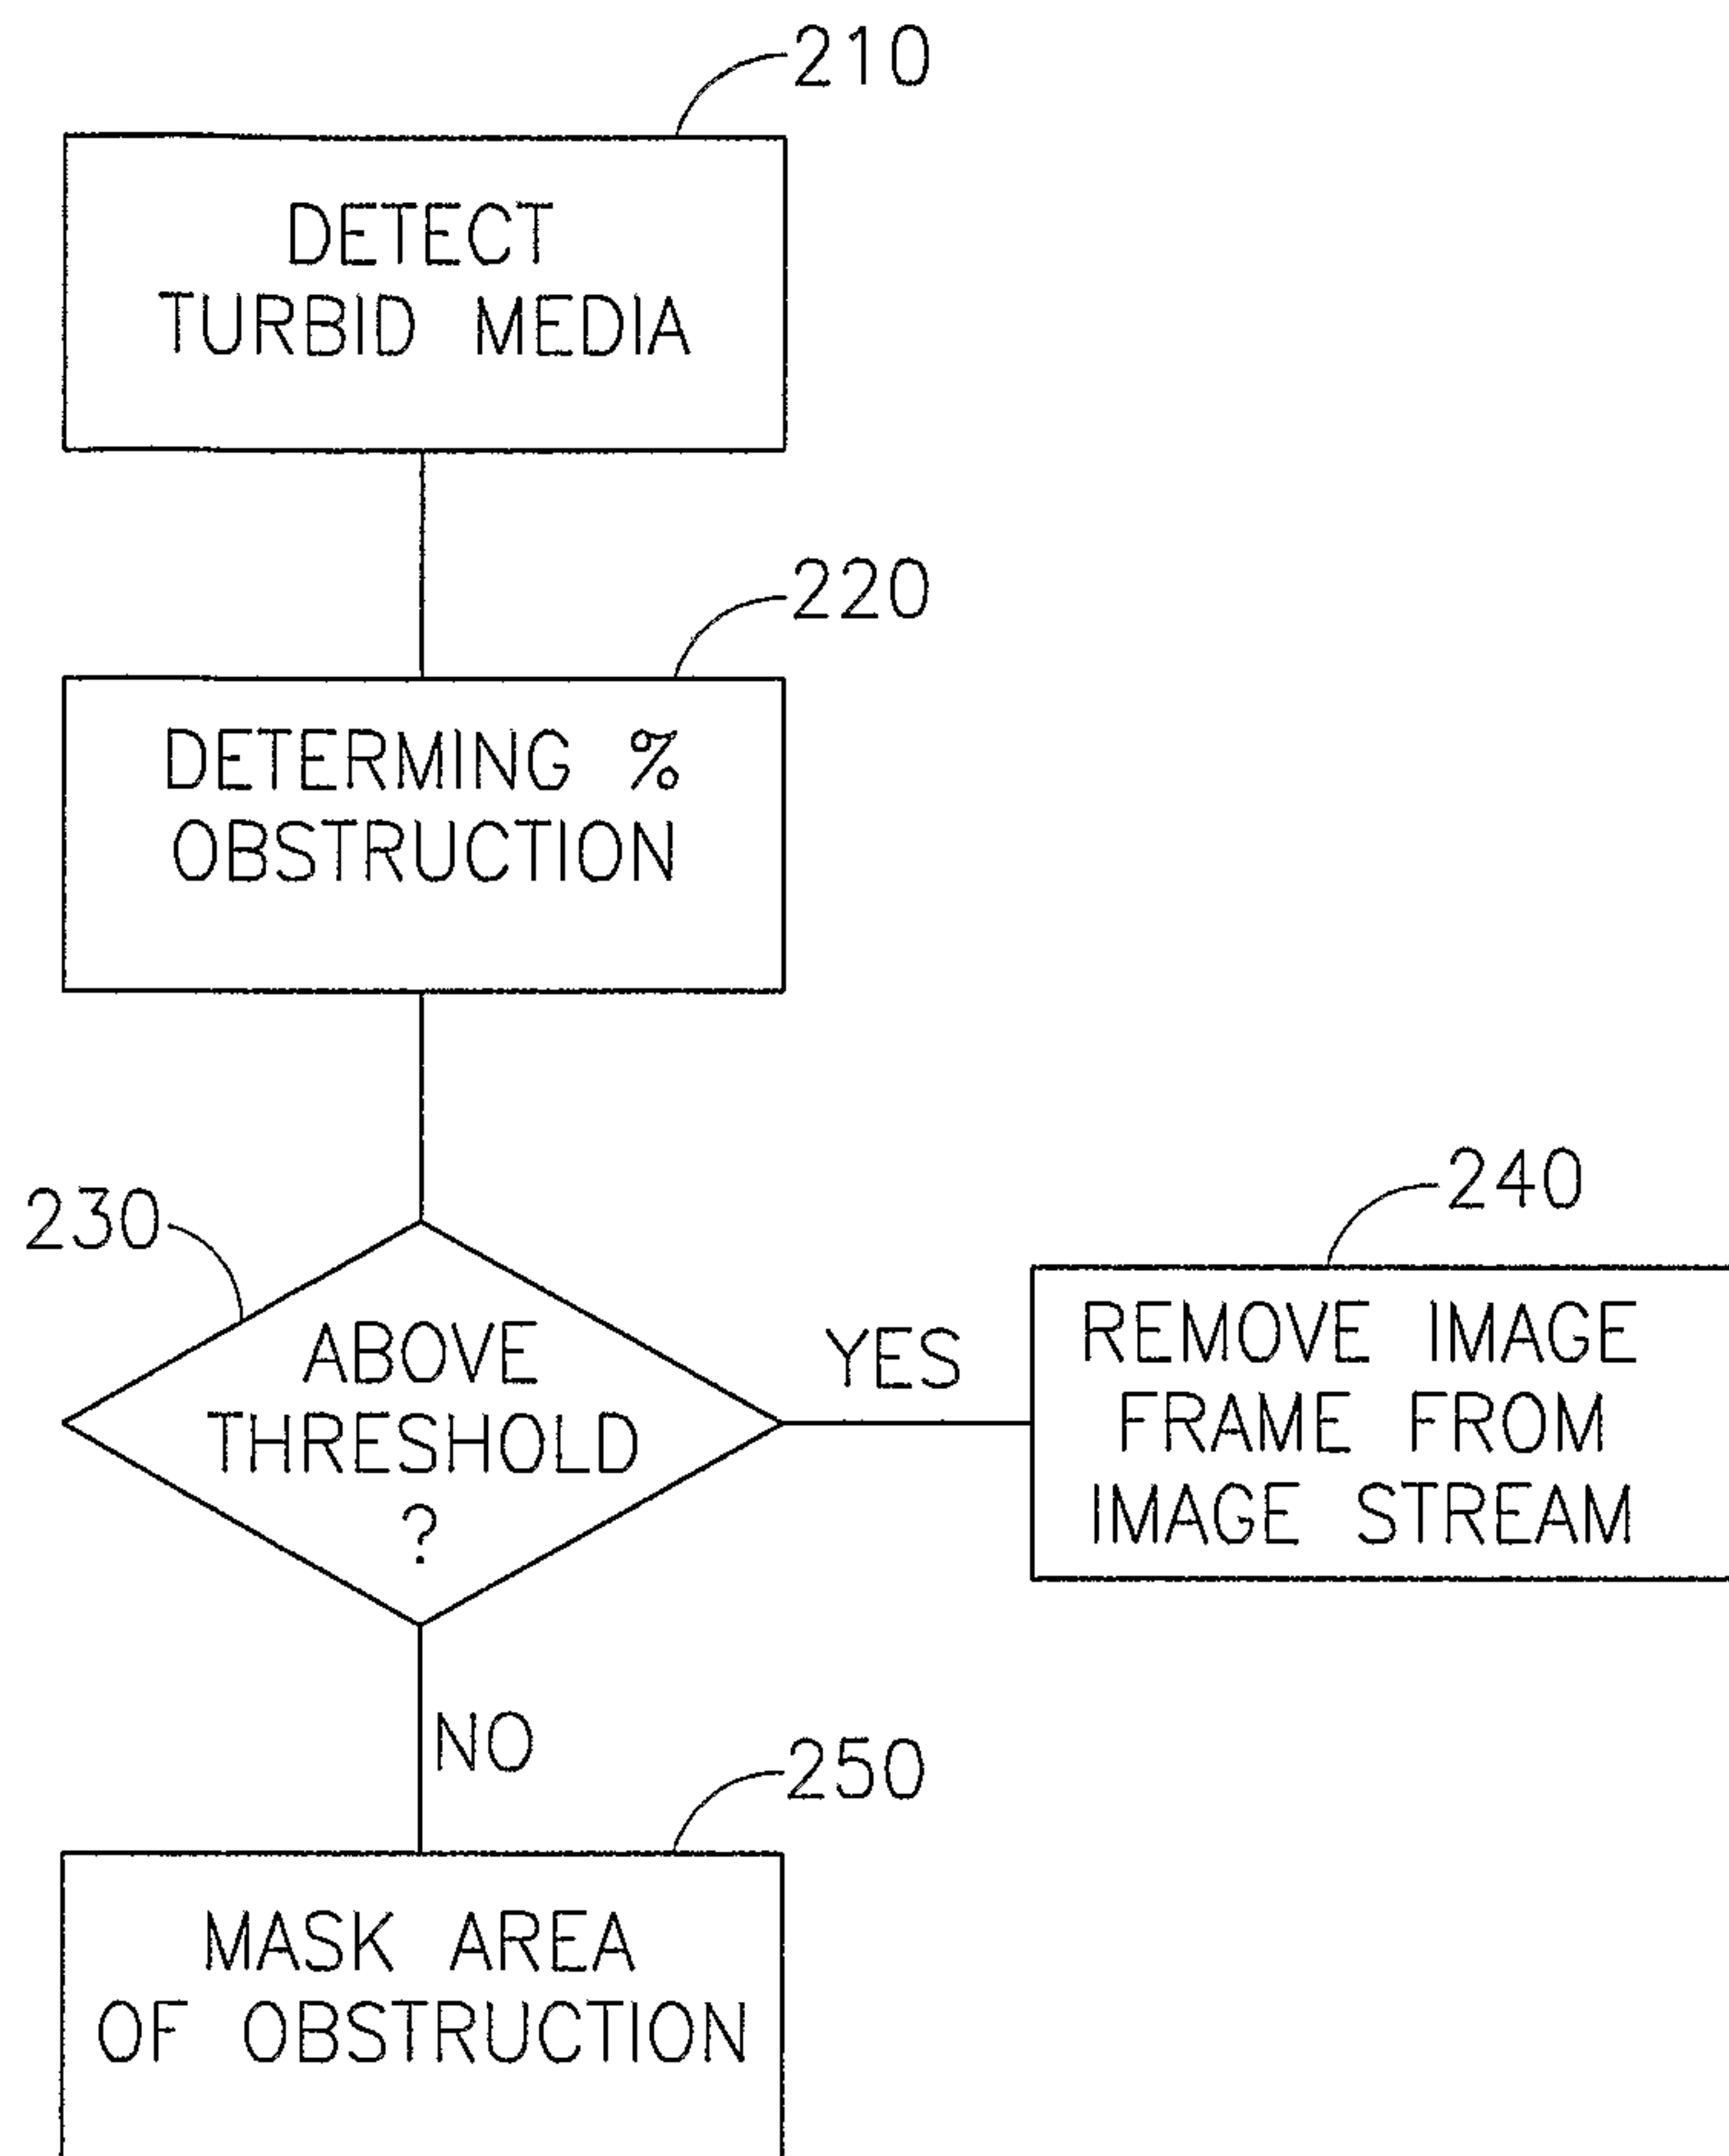 210
DETECT
TURBID MEDIA
220
DETERMING %
OBSTRUCTION
230
ABOVE
THRESHOLD
?
YES
240
REMOVE IMAGE
FRAME FROM
IMAGE STREAM
NO
250
MASK AREA
OF OBSTRUCTION